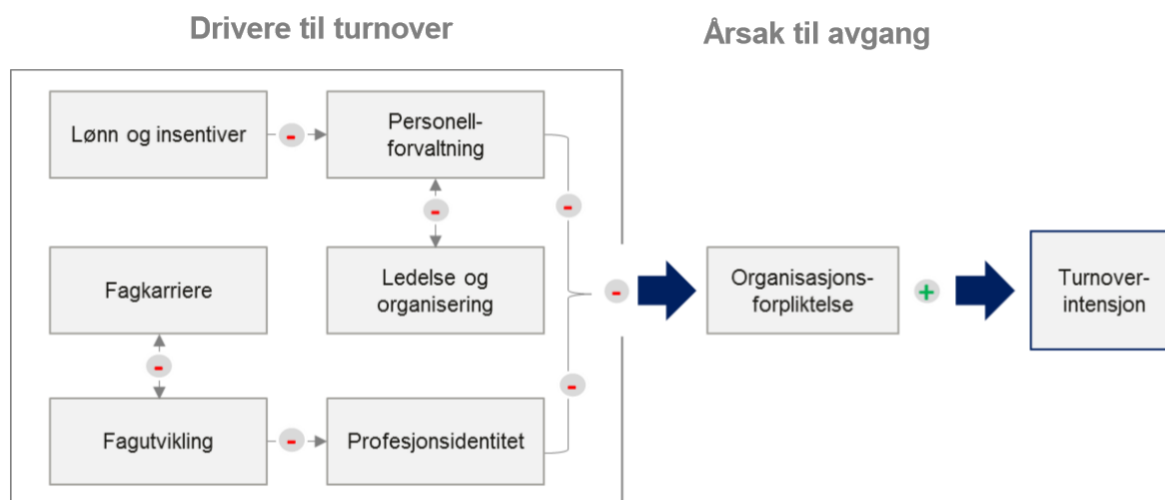 Drivere til turnover
Årsak til avgang
Lønn og insentiver
-
Personell-
forvaltning
-
-
Fagkarriere
Ledelse og
organisering
-
Organisasjons-
forpliktelse
+
Turnover-
intensjon
-
-
Fagutvikling
-
Profesjonsidentitet